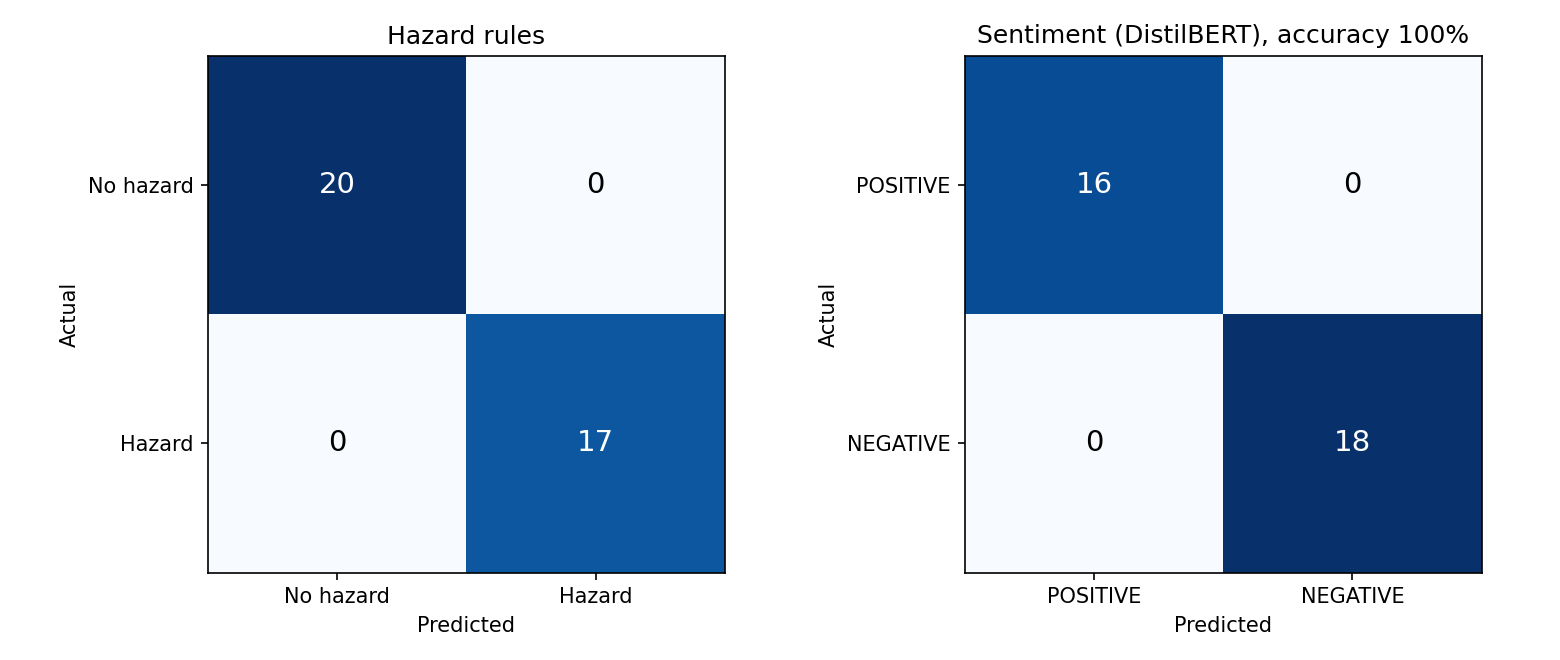 Hazard rules
No hazard
20
0
Actual
Hazard
0
17
No hazard
Hazard
Predicted
Sentiment (DistilBERT), accuracy 100%
POSITIVE
16
0
Actual
NEGATIVE
0
18
POSITIVE
NEGATIVE
Predicted